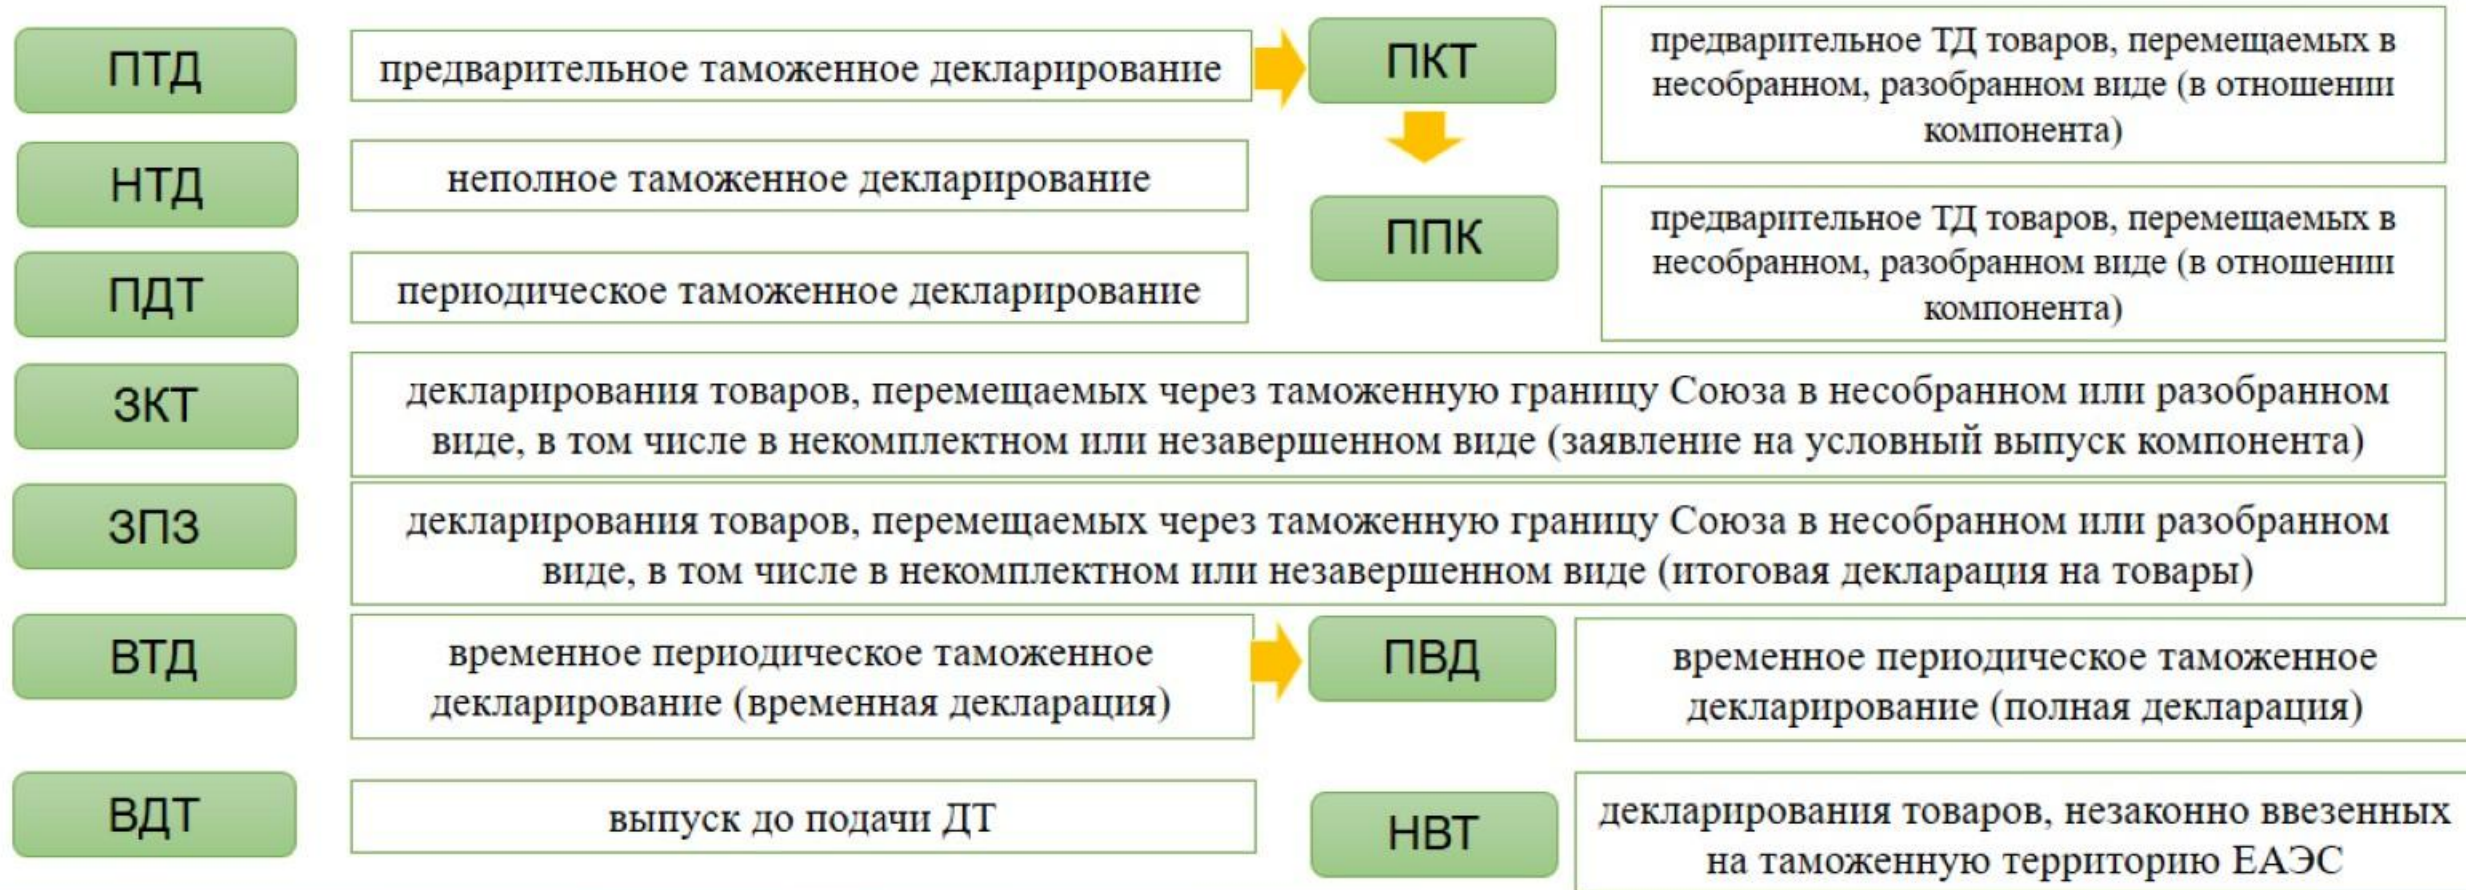 ПТД
предварительное таможенное декларирование
ПКТ
предварительное ТД товаров, перемещаемых в
несобранном, разобранном виде (в отношении
компонента)
НТД
неполное таможенное декларирование
ППК
предварительное ТД товаров, перемещаемых в
несобранном, разобранном виде (в отношении
компонента)
ПДТ
периодическое таможенное декларирование
ЗКТ
декларирования товаров, перемещаемых через таможенную границу Союза в несобранном или разобранном
виде, в том числе в некомплектном или незавершенном виде (заявление на условный выпуск компонента)
ЗПЗ
декларирования товаров, перемещаемых через таможенную границу Союза в несобранном или разобранном
виде, в том числе в некомплектном или незавершенном виде (итоговая декларация на товары)
ВТД
временное периодическое таможенное
декларирование (временная декларация)
ПВД
временное периодическое таможенное
декларирование (полная декларация)
ВДТ
выпуск до подачи ДТ
НВТ
декларирования товаров, незаконно ввезенных
на таможенную территорию ЕАЭС